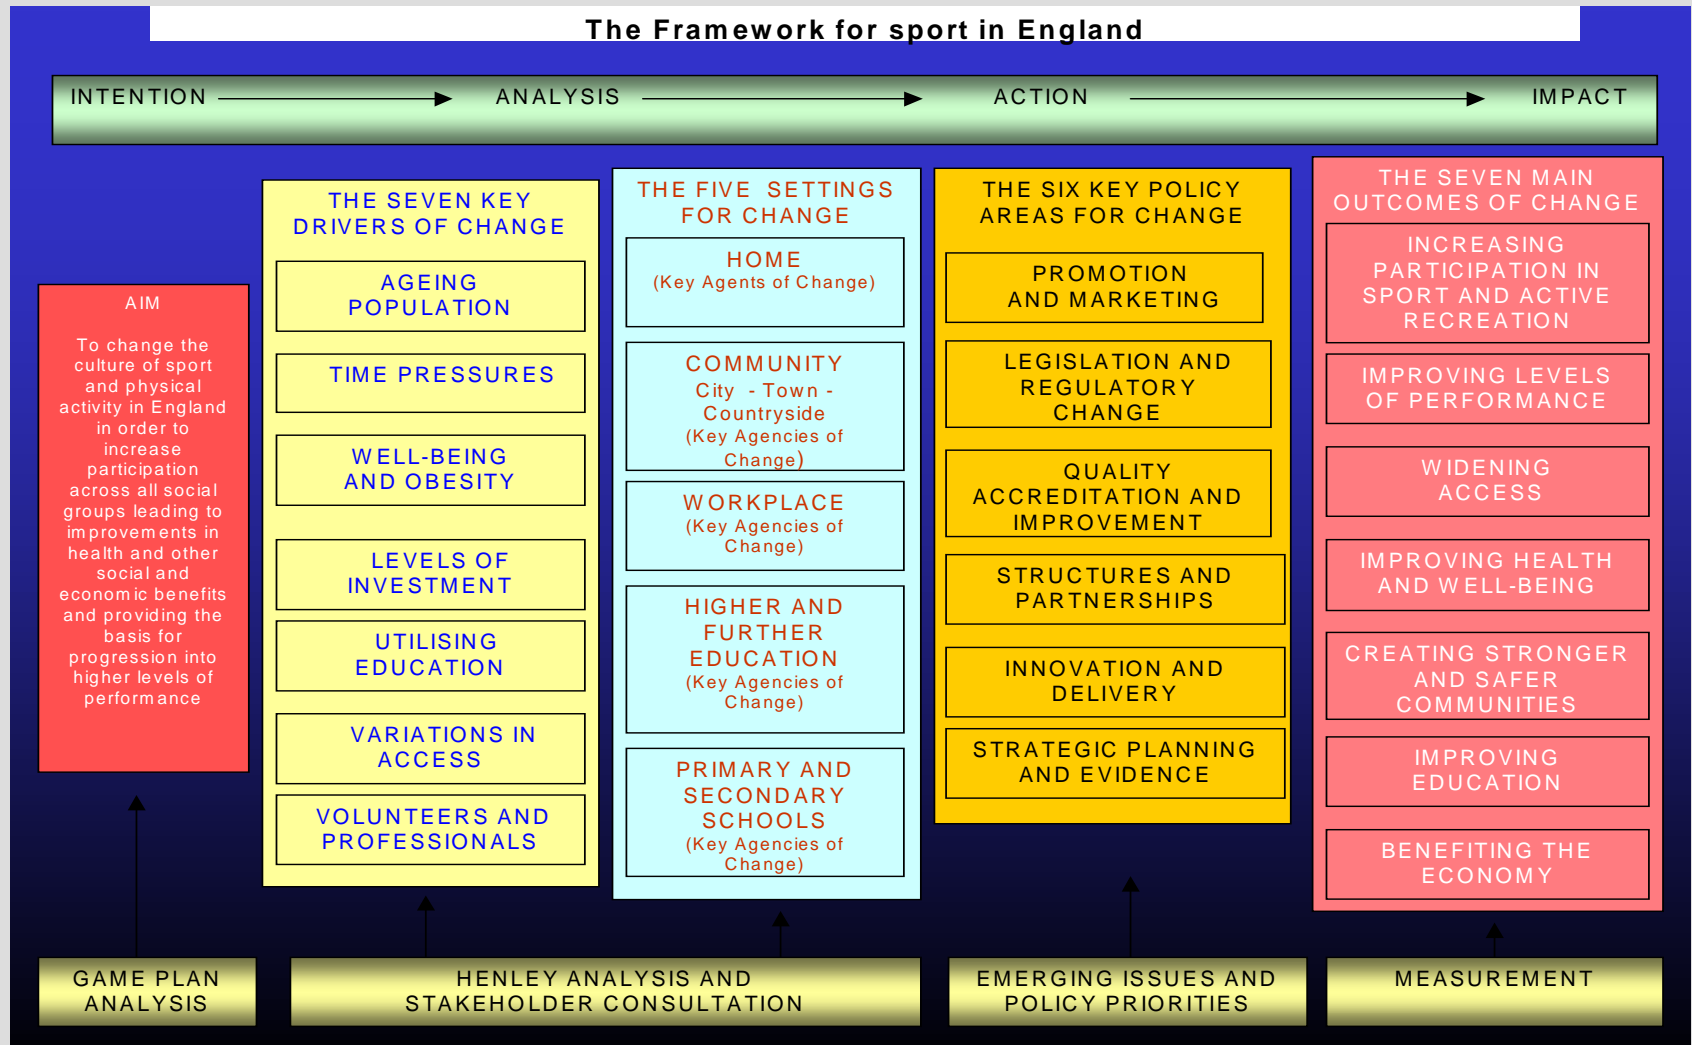 The Framework for sport in England
INTENTION
ANALYSIS
ACTION
IMPACT
AIM
To change the
culture of sport
and physical
activity in England
in order to
increase
participation
across all social
groups leading to
improvements in
health and other
social and
economic benefits
and providing the
basis for
progression into
higher levels of
performance
THE SEVEN KEY
DRIVERS OF CHANGE
AGEING
POPULATION
TIME PRESSURES
WELL-BEING
AND OBESITY
LEVELS OF
INVESTMENT
UTILISING
EDUCATION
VARIATIONS IN
ACCESS
VOLUNTEERS AND
PROFESSIONALS
THE FIVE SETTINGS
FOR CHANGE
HOME
(Key Agents of Change)
COMMUNITY
City - Town -
Countryside
(Key Agencies of
Change)
WORKPLACE
(Key Agencies of
Change)
HIGHER AND
FURTHER
EDUCATION
(Key Agencies of
Change)
PRIMARY AND
SECONDARY
SCHOOLS
(Key Agencies of
Change)
THE SIX KEY POLICY
AREAS FOR CHANGE
PROMOTION
AND MARKETING
LEGISLATION AND
REGULATORY
CHANGE
QUALITY
ACCREDITATION AND
IMPROVEMENT
STRUCTURES AND
PARTNERSHIPS
INNOVATION AND
DELIVERY
STRATEGIC PLANNING
AND EVIDENCE
THE SEVEN MAIN
OUTCOMES OF CHANGE
INCREASING
PARTICIPATION IN
SPORT AND ACTIVE
RECREATION
IMPROVING LEVELS
OF PERFORMANCE
WIDENING
ACCESS
IMPROVING HEALTH
AND WELL-BEING
CREATING STRONGER
AND SAFER
COMMUNITIES
IMPROVING
EDUCATION
BENEFITING THE
ECONOMY
GAME PLAN
ANALYSIS
HENLEY ANALYSIS AND
STAKEHOLDER CONSULTATION
EMERGING ISSUES AND
POLICY PRIORITIES
MEASUREMENT